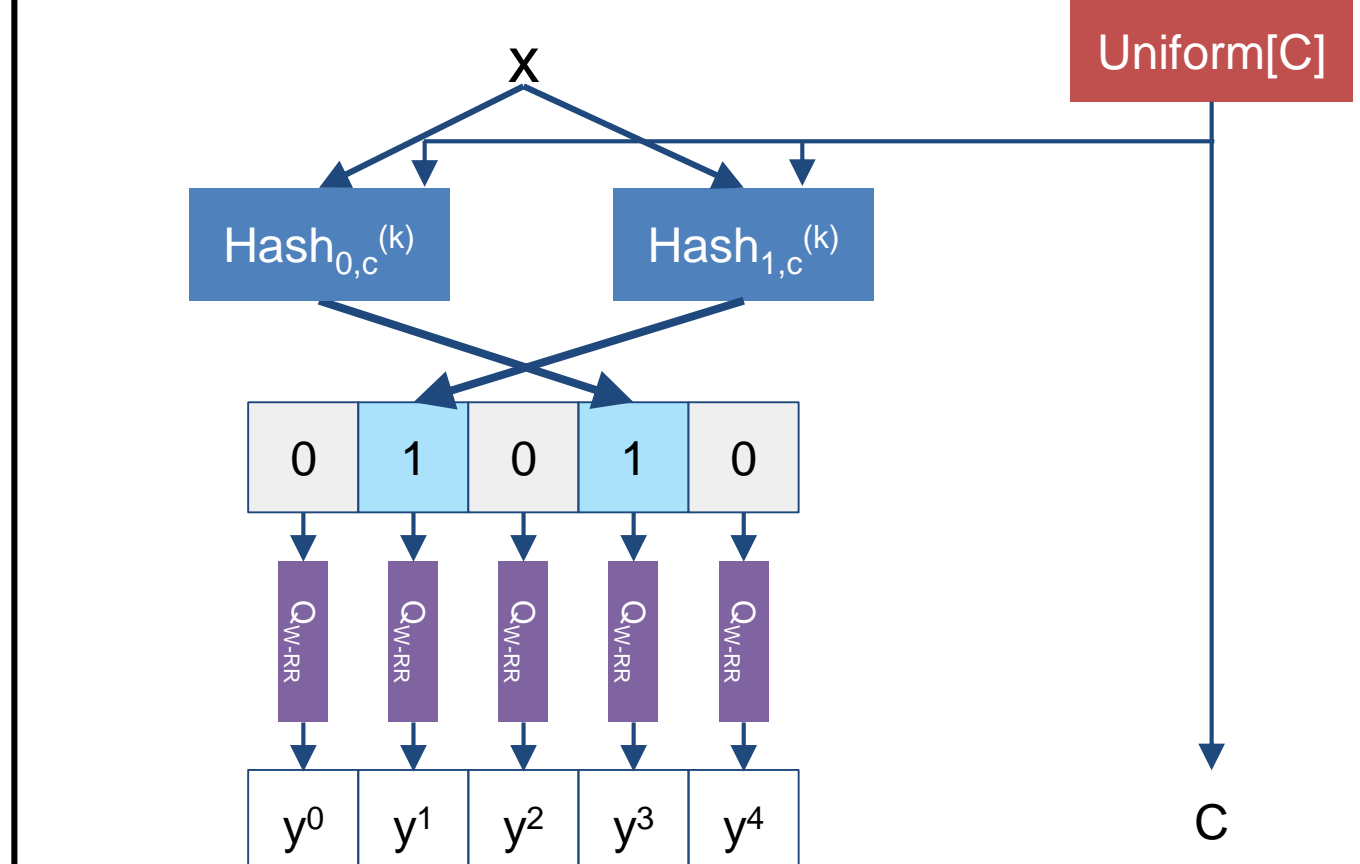 Uniform[C]
x
Hash0,c(k) Hash1,c(k)
0 1 0 1 0
QW-RR QW-RR QW-RR QW-RR QW-RR
y0 y1 y2 y3 y4 C